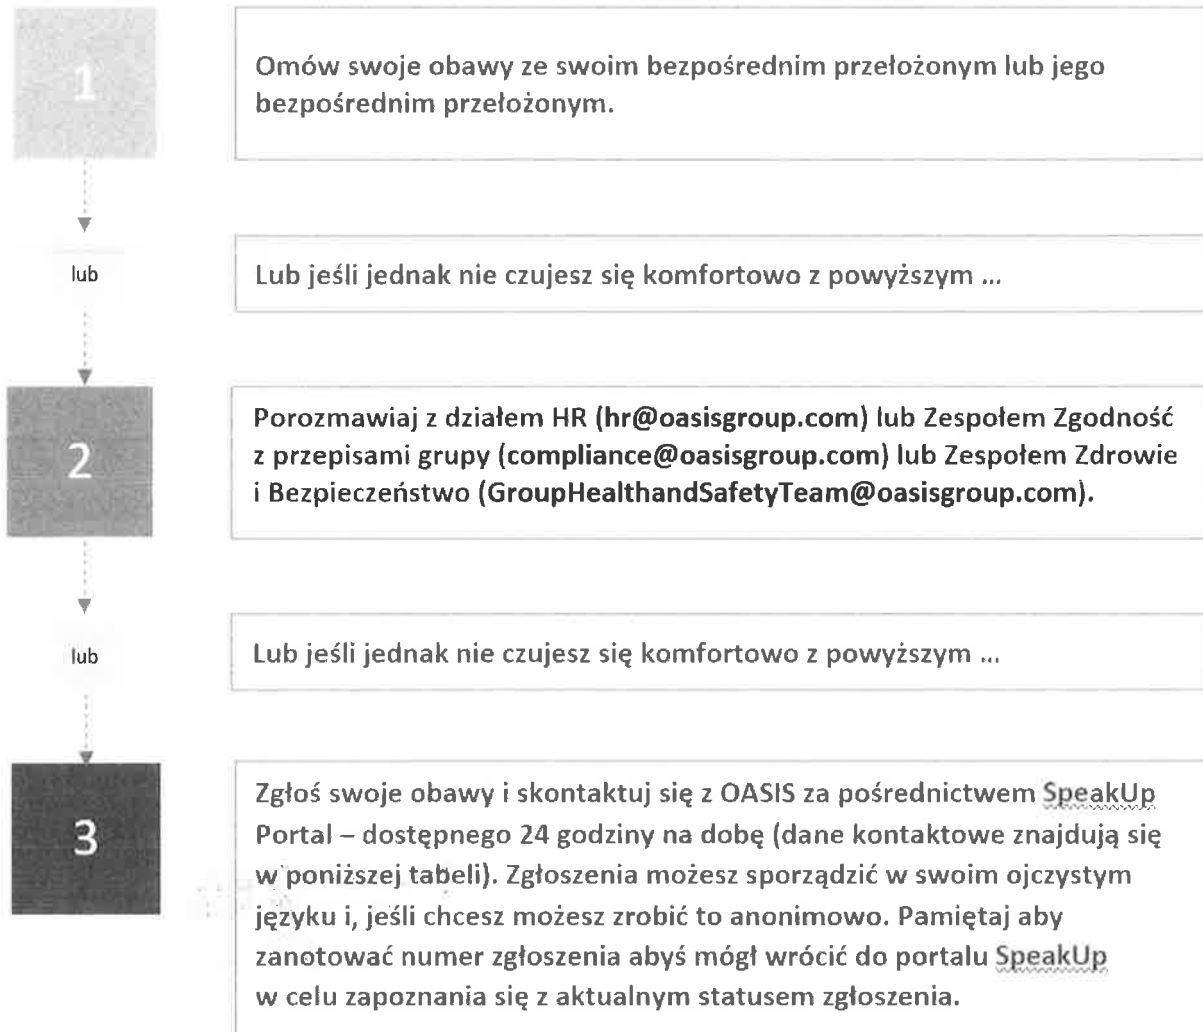 1
Omów swoje obawy ze swoim bezpośrednim przełożonym lub jego
bezpośrednim przełożonym.
lub
Lub jeśli jednak nie czujesz się komfortowo z powyższym ...
2
Porozmawiaj z działem HR (hr@oasisgroup.com) lub Zespołem Zgodność
z przepisami grupy (compliance@oasisgroup.com) lub Zespołem Zdrowie
i Bezpieczeństwo (GroupHealthandSafetyTeam@oasisgroup.com).
lub
Lub jeśli jednak nie czujesz się komfortowo z powyższym ...
3
Zgłoś swoje obawy i skontaktuj się z OASIS za pośrednictwem SpeakUp
Portal – dostępnego 24 godziny na dobę (dane kontaktowe znajdują się
w poniższej tabeli). Zgłoszenia możesz sporządzić w swoim ojczystym
języku i, jeśli chcesz możesz zrobić to anonimowo. Pamiętaj aby
zanotować numer zgłoszenia abyś mógł wrócić do portalu SpeakUp
w celu zapoznania się z aktualnym statusem zgłoszenia.